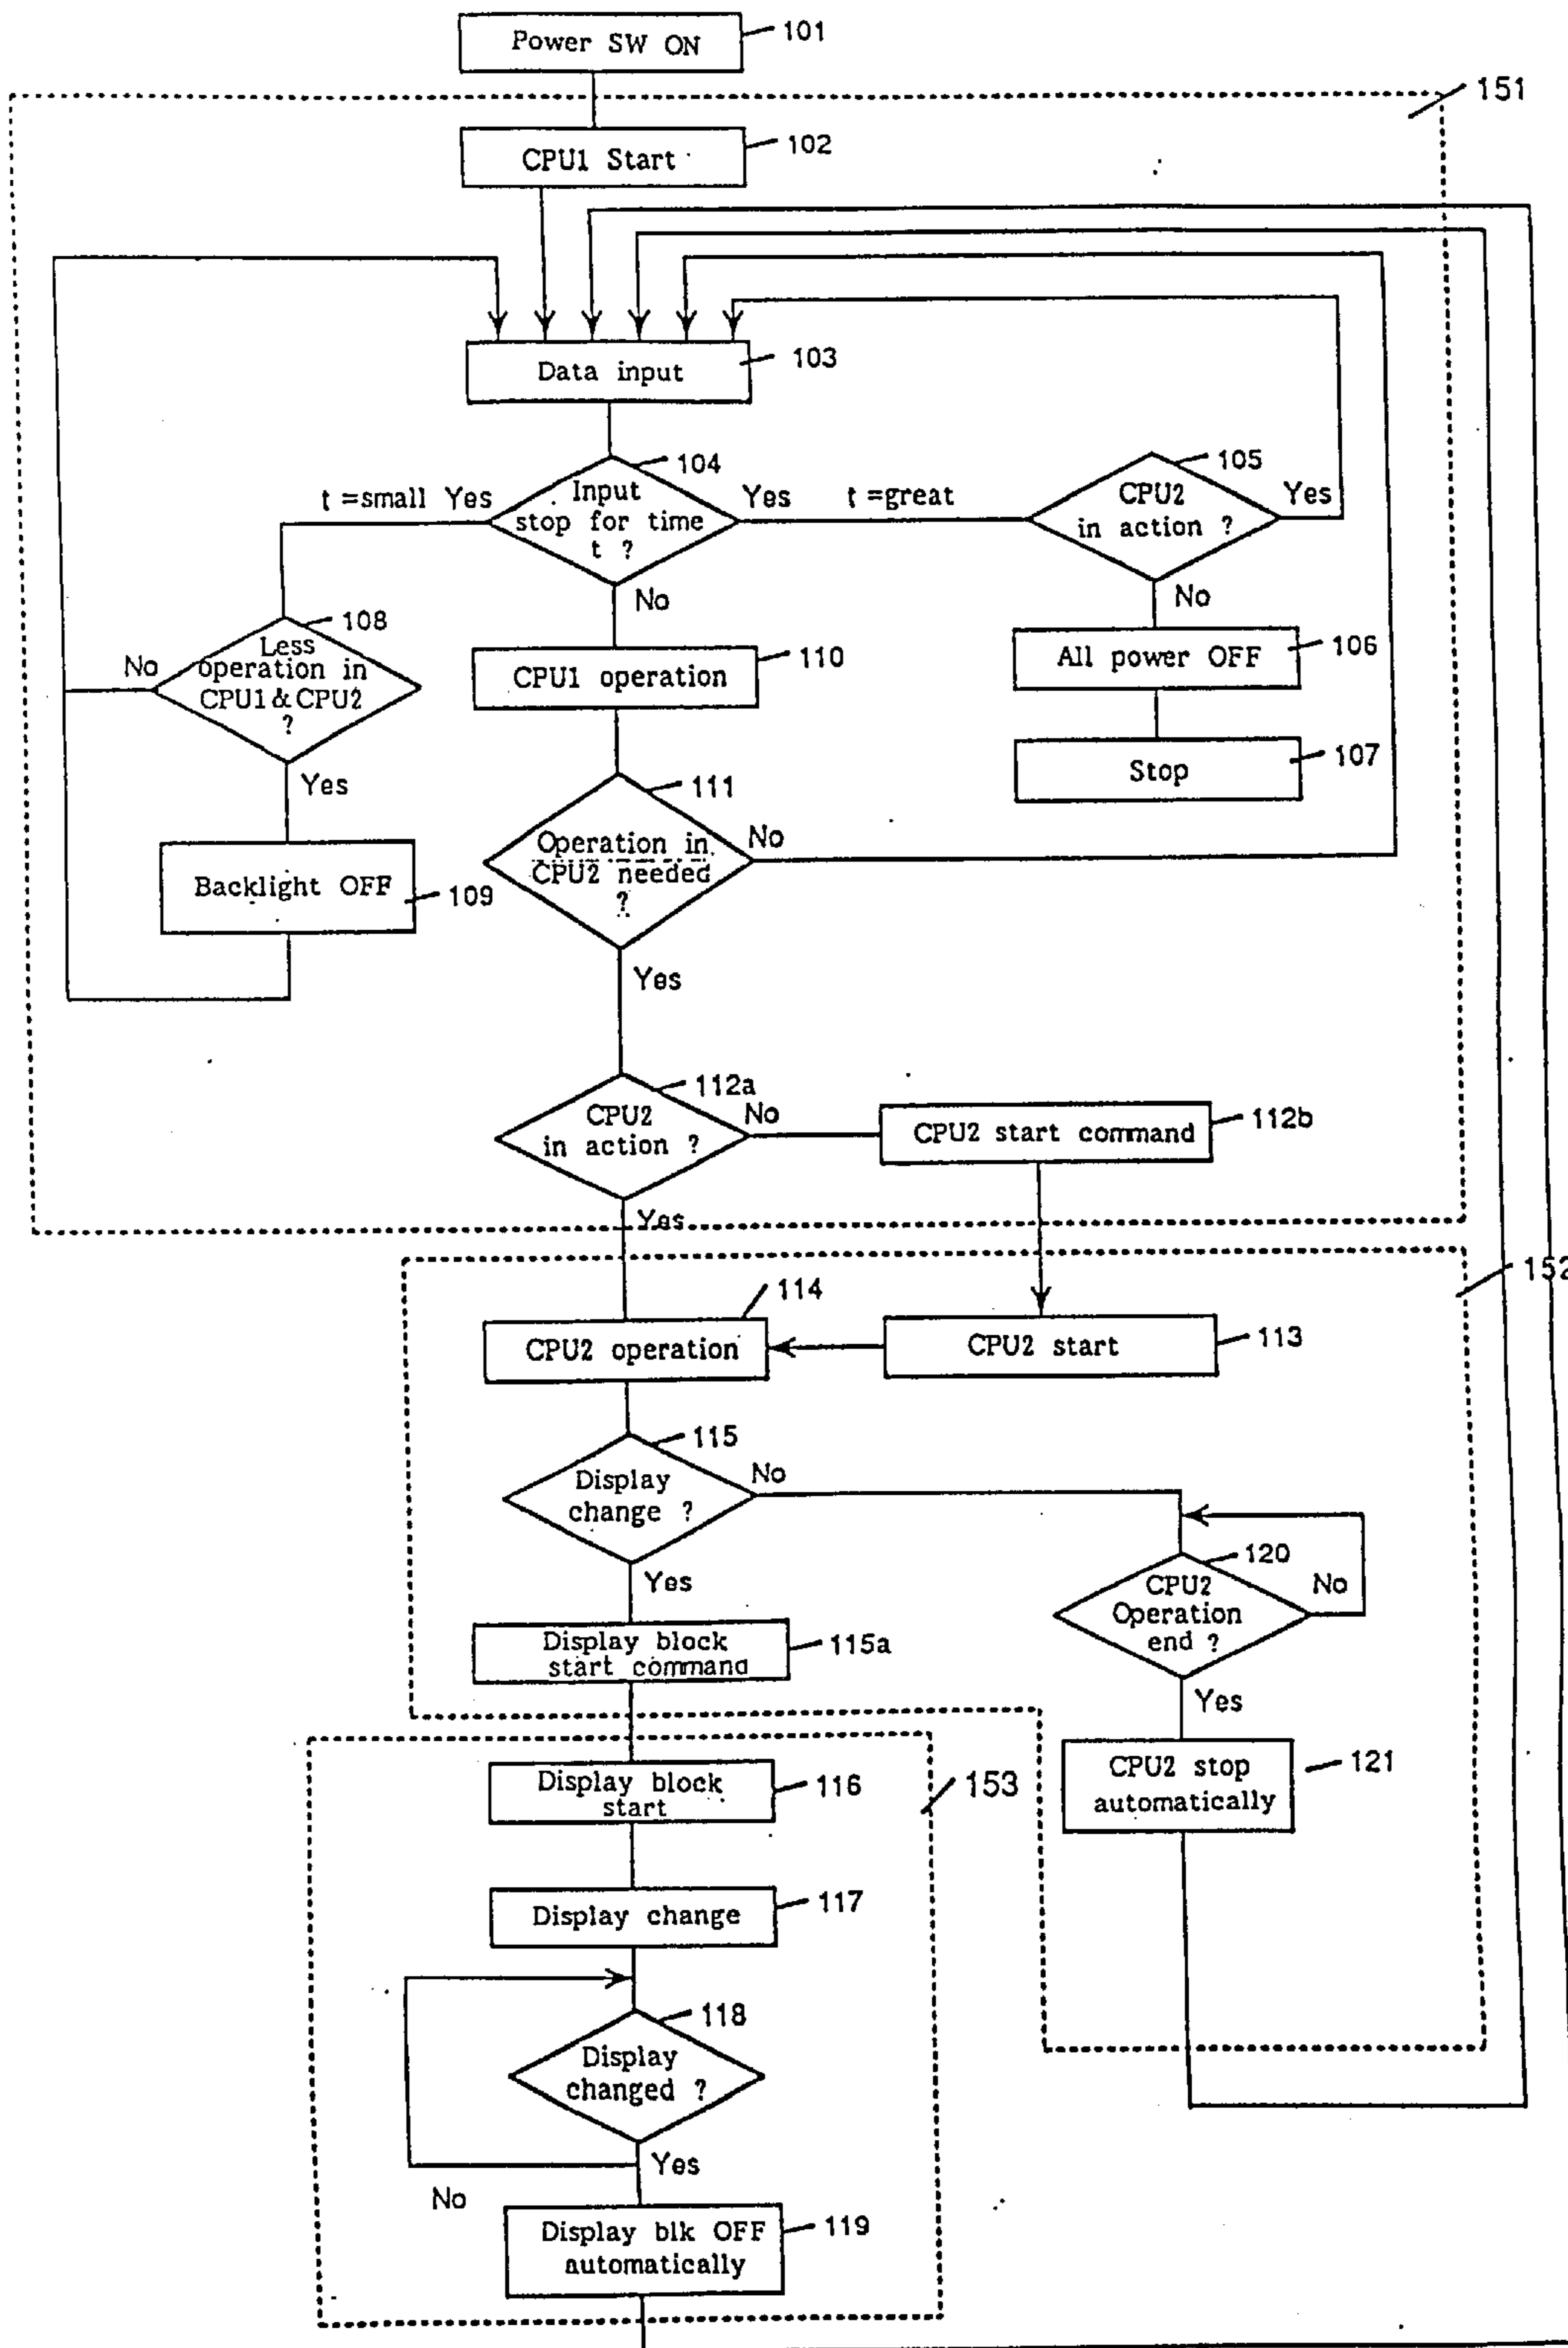 Power SW ON
101
151
CPU1 Start
102
Data input
103
104
t =small Yes
Input
stop for time
t ?
Yes
t =great
105
CPU2
in action ?
Yes
No
No
108
No
Less
operation in
CPU1 & CPU2
?
Yes
CPU1 operation
110
All power OFF
106
Stop
107
111
Operation in
CPU2 needed
?
No
Backlight OFF
109
Yes
112a
CPU2
in action ?
No
CPU2 start command
112b
Yes
152
114
CPU2 operation
CPU2 start
113
115
Display
change ?
No
120
CPU2
Operation
end ?
No
Yes
Display block
start command
115a
Yes
Display block
start
116
153
CPU2 stop
automatically
121
Display change
117
118
Display
changed ?
Yes
No
Display blk OFF
automatically
119